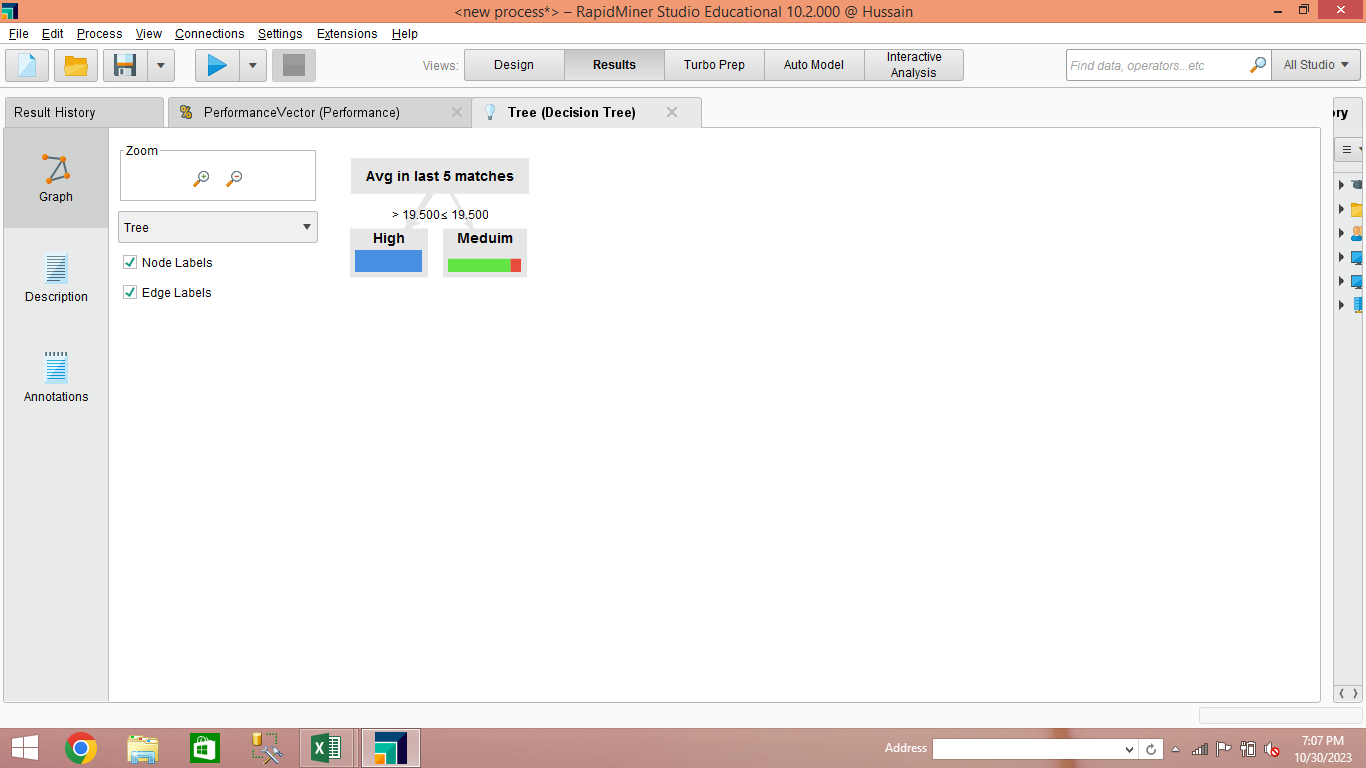 <new process*> – RapidMiner Studio Educational 10.2.000 @ Hussain
File Edit Process View Connections Settings Extensions Help
Views: Design Results Turbo Prep Auto Model Interactive Analysis
Find data, operators...etc
All Studio
Result History
PerformanceVector (Performance)
Tree (Decision Tree)
ory
Graph
Description
Annotations
Zoom
Tree
Node Labels
Edge Labels
Avg in last 5 matches
> 19.500 ≤ 19.500
High Meduim
Address
7:07 PM
10/30/2023